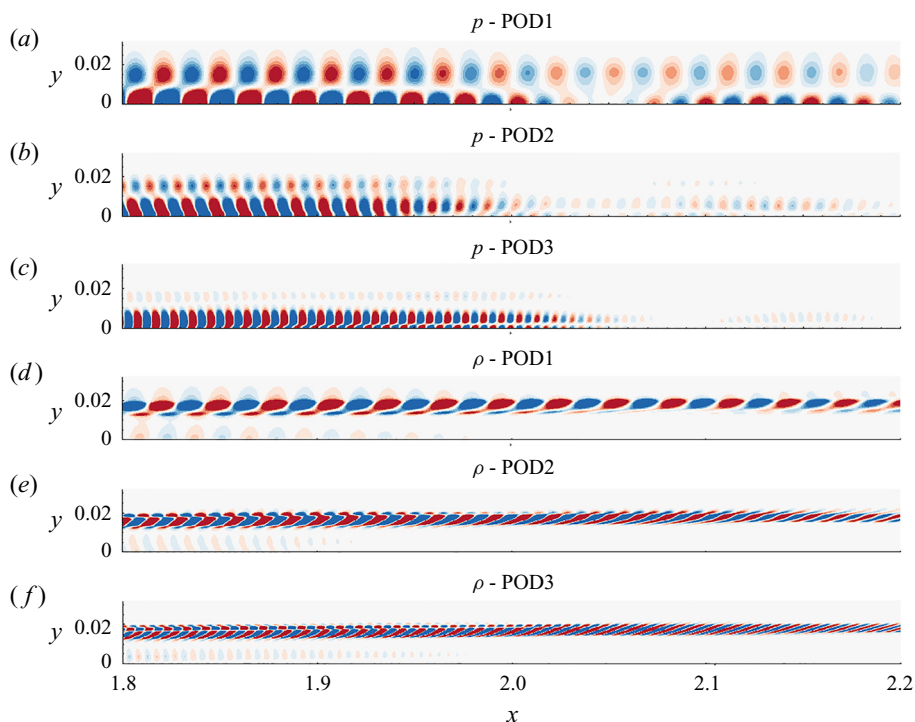 p - POD1
(a)
y
0.02
0
p - POD2
(b)
y
0.02
0
p - POD3
(c)
y
0.02
0
ρ - POD1
(d)
y
0.02
0
ρ - POD2
(e)
y
0.02
0
ρ - POD3
(f)
y
0.02
0
1.8 1.9 2.0 2.1 2.2
x